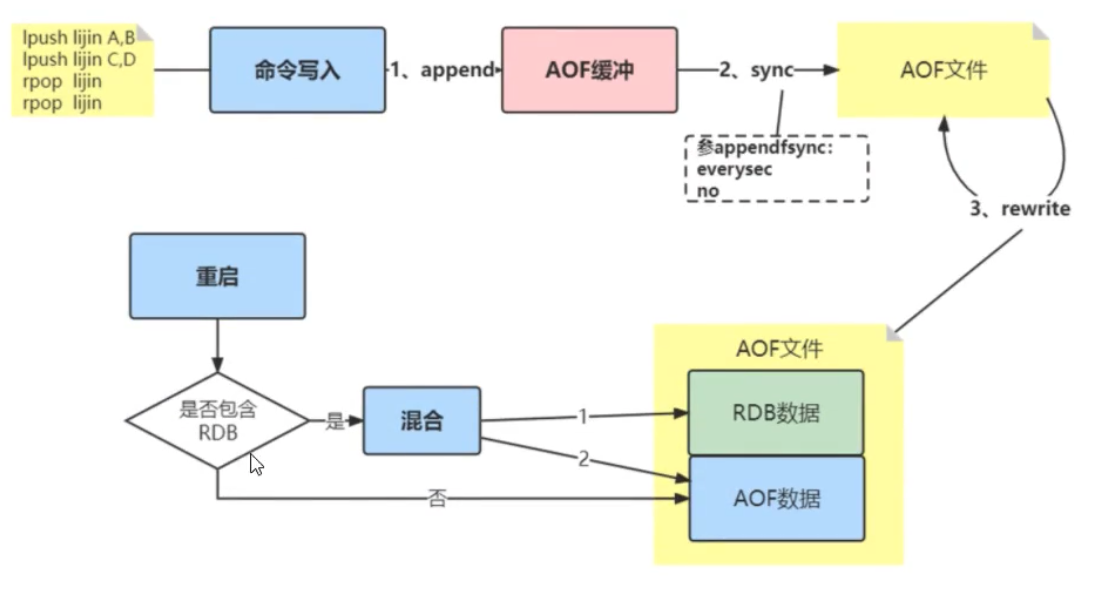 lpush lijin A,B
lpush lijin C,D
rpop lijin
rpop lijin
命令写入
1、append
AOF缓冲
2、sync
AOF文件
参appendfsync:
everysec
no
3、rewrite
重启
是否包含
RDB
是
混合
1
2
否
AOF文件
RDB数据
AOF数据